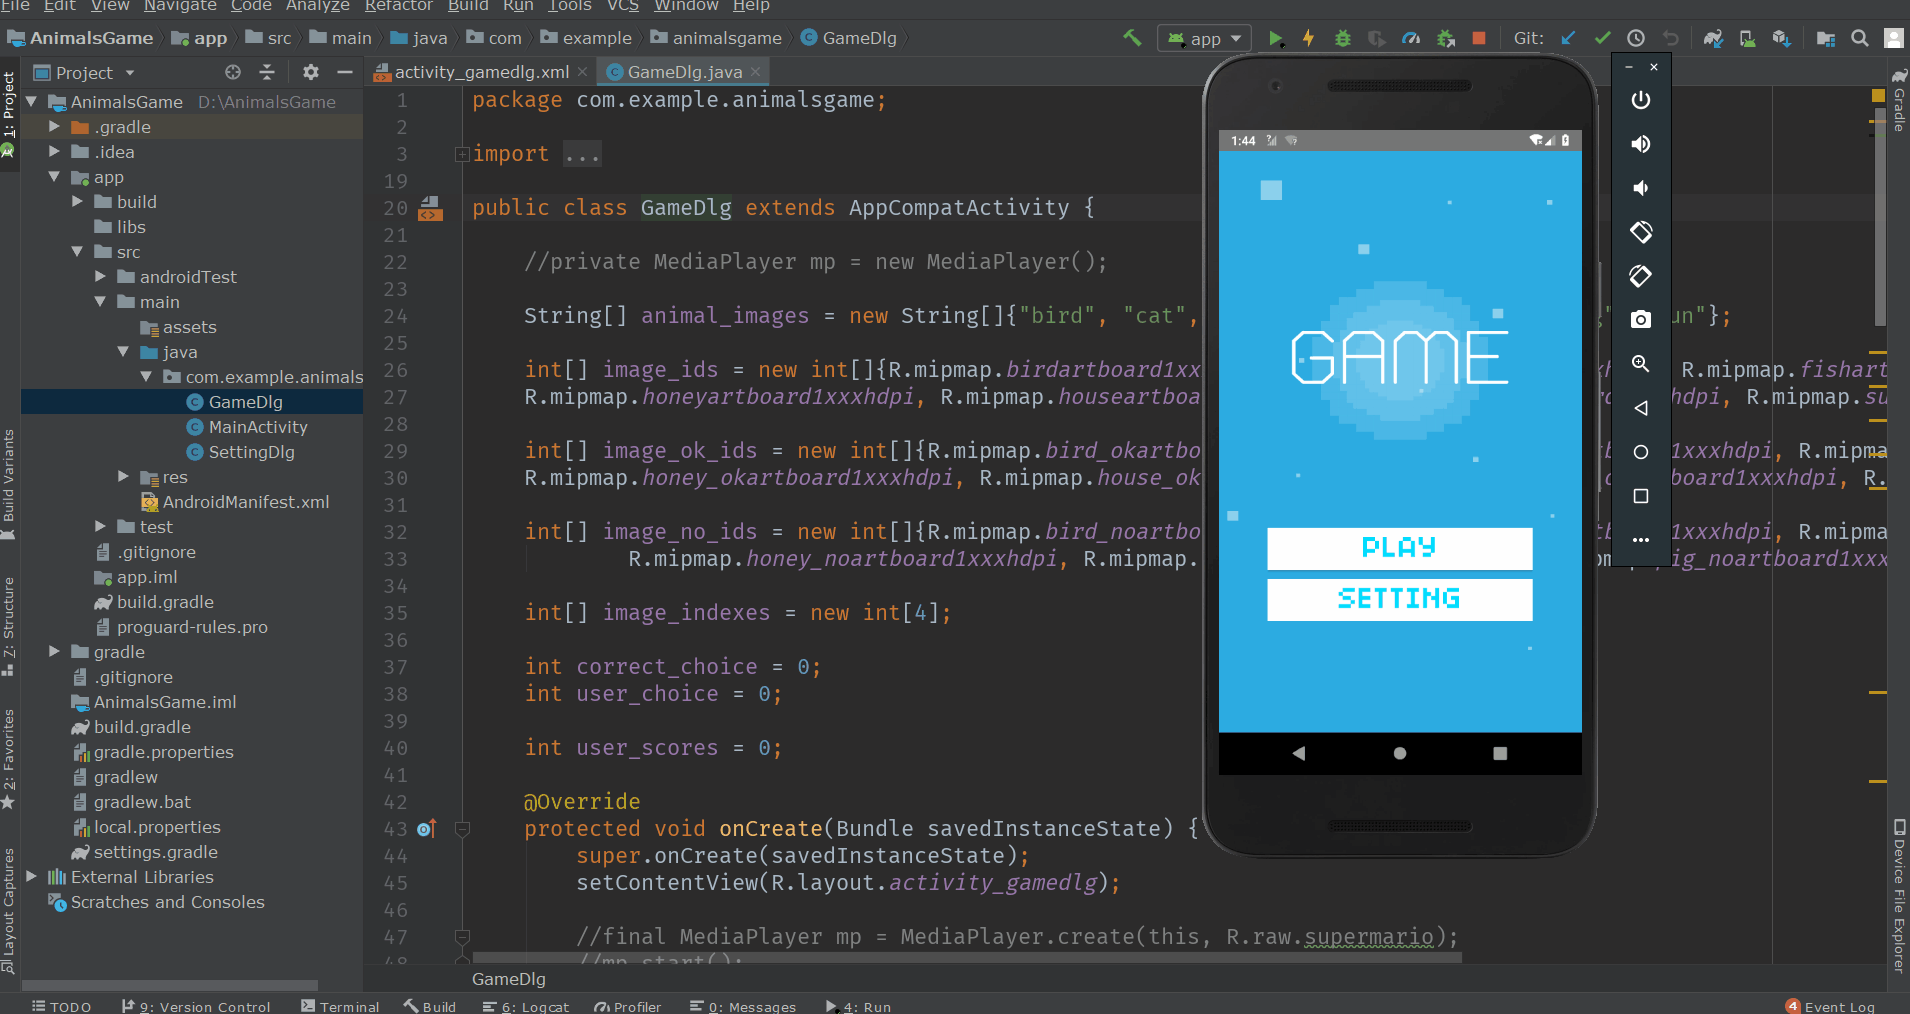 File Edit View Navigate Code Analyze Refactor Build Run Tools VCS Window Help
AnimalsGame app src main java com example animalsgame GameDlg
app Git:
Project
activity_gamedlg.xml GameDlg.java
1: Project
Build Variants
7: Structure
2: Favorites
Layout Captures
AnimalsGame D:\AnimalsGame
.gradle
.idea
app
build
libs
src
androidTest
main
assets
java
com.example.animals
GameDlg
MainActivity
SettingDlg
res
AndroidManifest.xml
test
.gitignore
app.iml
build.gradle
proguard-rules.pro
gradle
.gitignore
AnimalsGame.iml
build.gradle
gradle.properties
gradlew
gradlew.bat
local.properties
settings.gradle
External Libraries
Scratches and Consoles
1 package com.example.animalsgame;
2
3 import ...
19
20 public class GameDlg extends AppCompatActivity {
21
22 //private MediaPlayer mp = new MediaPlayer();
23
24 String[] animal_images = new String[]{"bird", "cat", un"};
25
26 int[] image_ids = new int[]{R.mipmap.birdartboard1xx R.mipmap.fishart
27 R.mipmap.honeyartboard1xxxhdpi, R.mipmap.houseartboa hdpi, R.mipmap.su
28
29 int[] image_ok_ids = new int[]{R.mipmap.bird_okartbo 1xxxhdpi, R.mipma
30 R.mipmap.honey_okartboard1xxxhdpi, R.mipmap.house_ok board1xxxhdpi, R.
31
32 int[] image_no_ids = new int[]{R.mipmap.bird_noartbo 1xxxhdpi, R.mipma
33 R.mipmap.honey_noartboard1xxxhdpi, R.mipmap. ig_noartboard1xxx
34
35 int[] image_indexes = new int[4];
36
37 int correct_choice = 0;
38 int user_choice = 0;
39
40 int user_scores = 0;
41
42 @Override
43 protected void onCreate(Bundle savedInstanceState) {
44 super.onCreate(savedInstanceState);
45 setContentView(R.layout.activity_gamedlg);
46
47 //final MediaPlayer mp = MediaPlayer.create(this, R.raw.supermario);
48 //mp.start();
GameDlg
1:44
GAME
PLAY
SETTING
Gradle
Device File Explorer
TODO 9: Version Control Terminal Build 6: Logcat Profiler 0: Messages 4: Run 4 Event Log